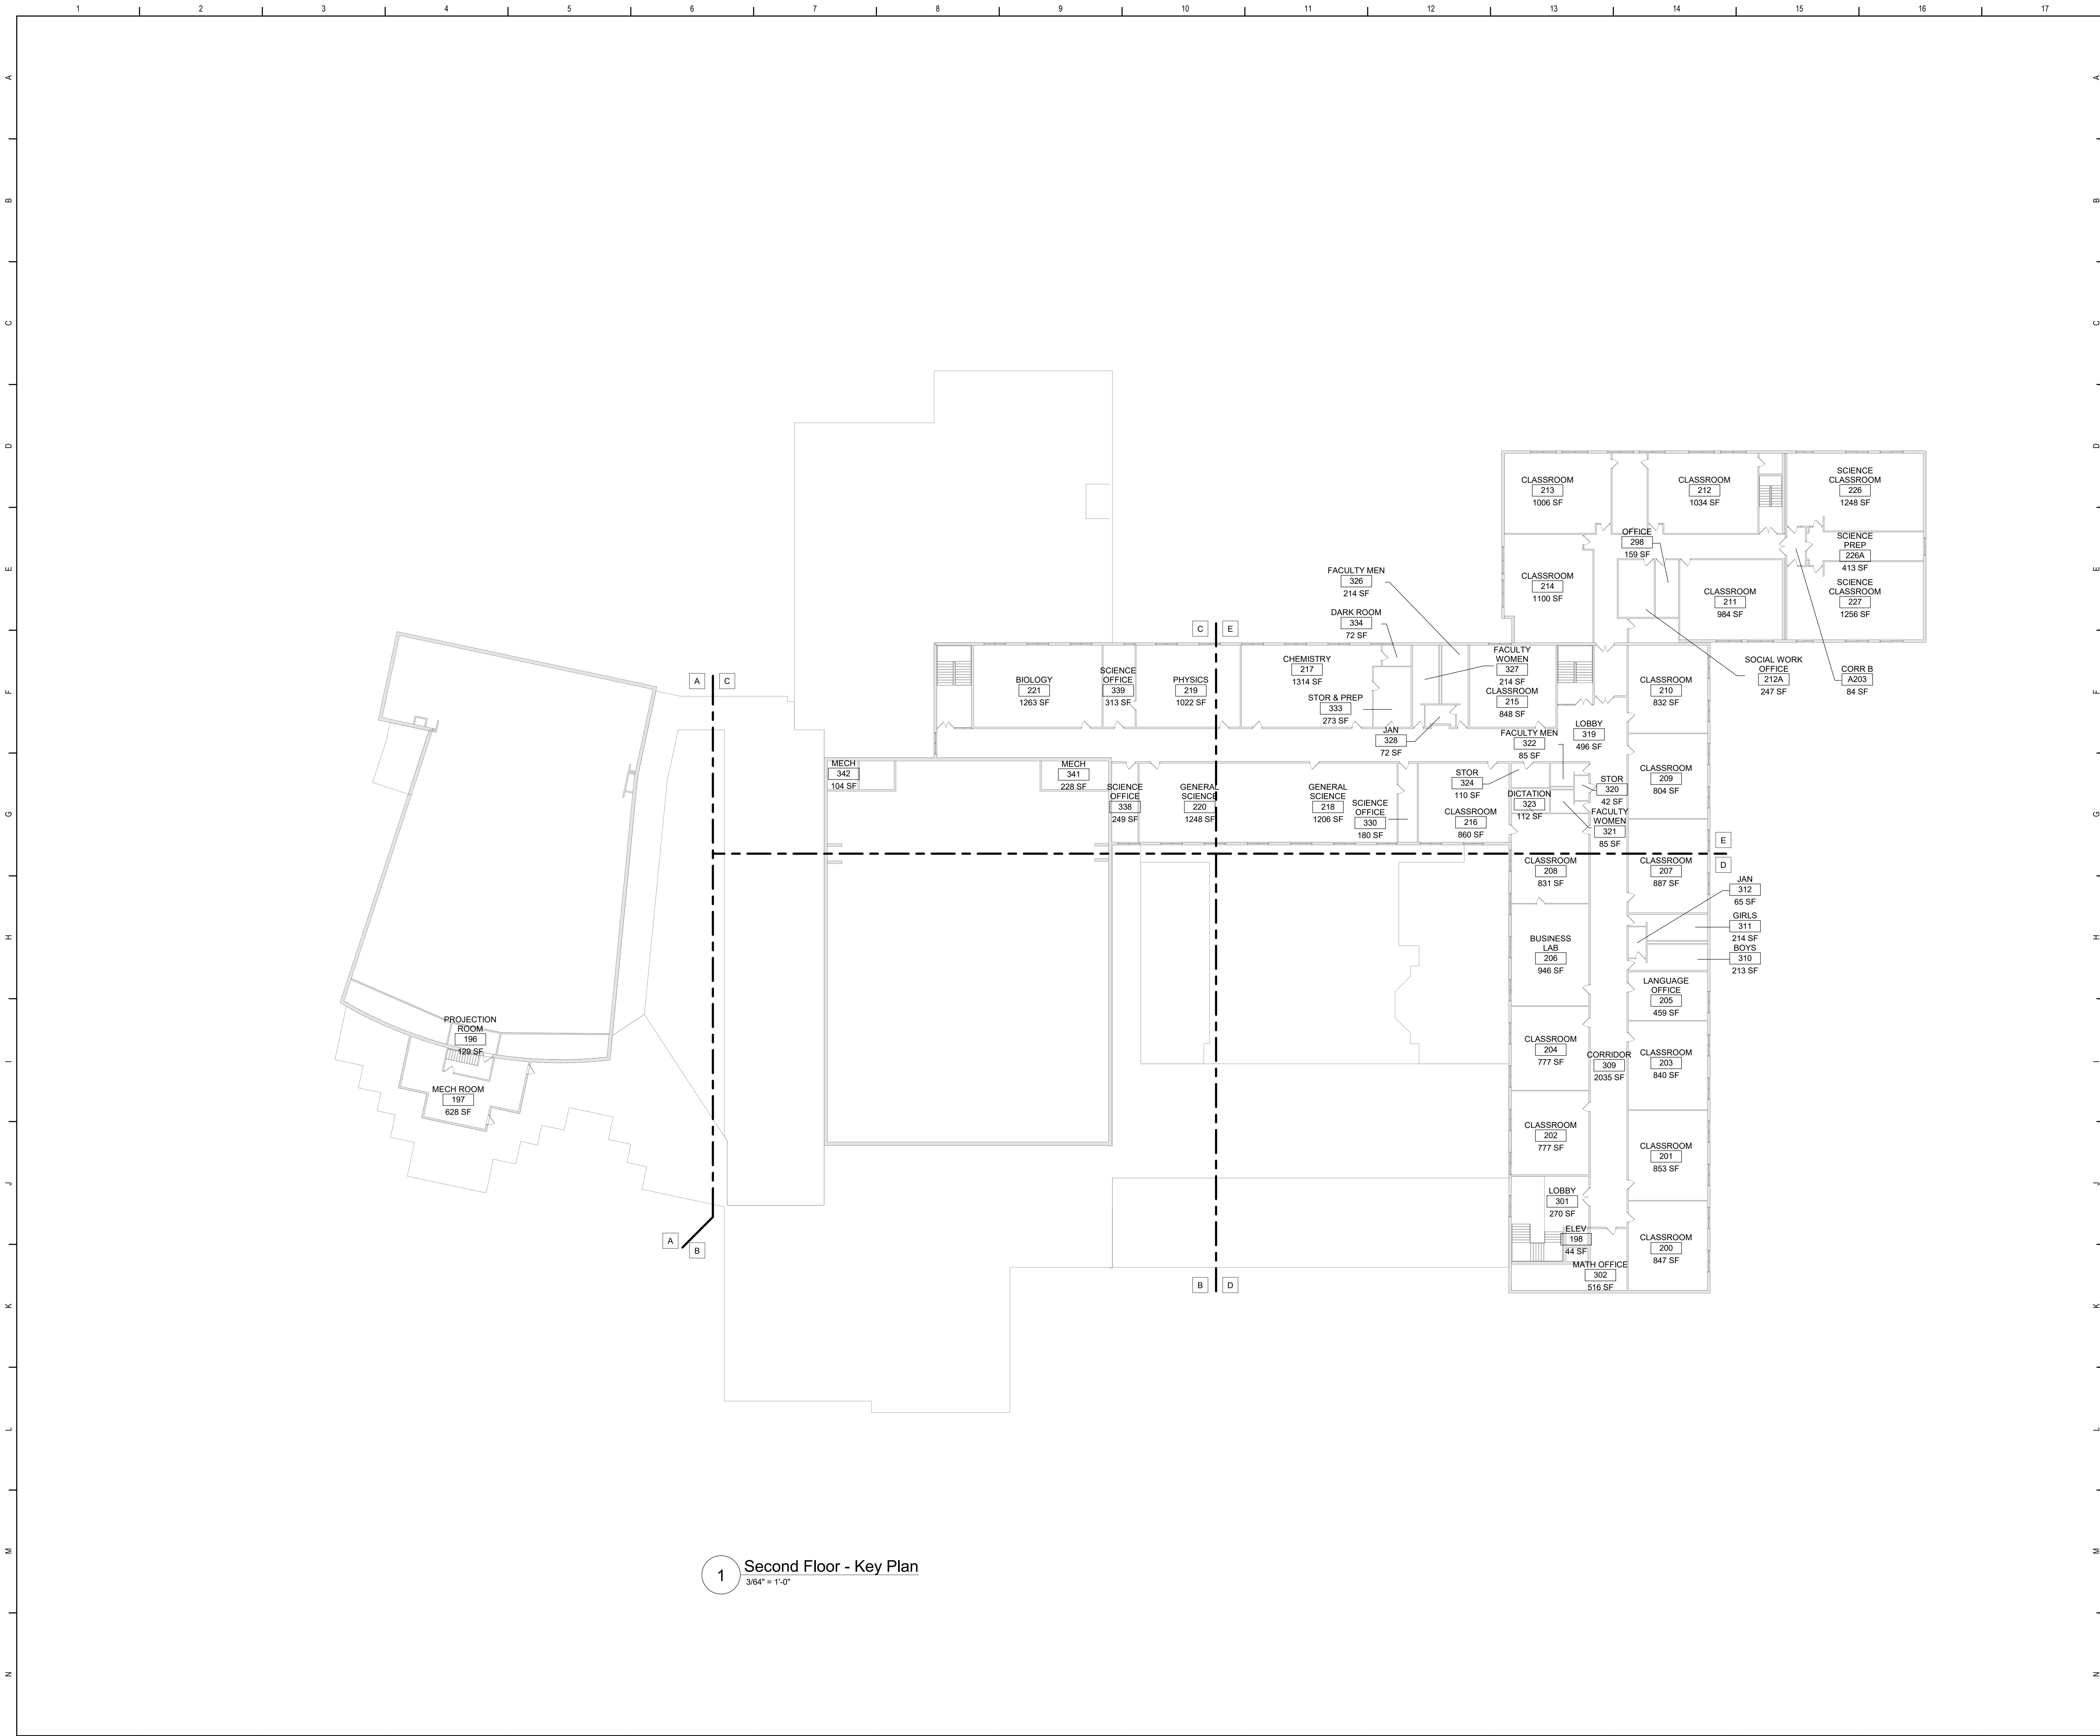 1 2 3 4 5 6 7 8 9 10 11 12 13 14 15 16 17
A A
B B
C C
D D
E E
F F
G G
H H
I I
J J
K K
L L
M M
N N
CLASSROOM
213
1006 SF
CLASSROOM
212
1034 SF
SCIENCE
CLASSROOM
226
1248 SF
OFFICE
298
159 SF
SCIENCE
PREP
226A
413 SF
CLASSROOM
214
1100 SF
CLASSROOM
211
984 SF
SCIENCE
CLASSROOM
227
1256 SF
FACULTY MEN
326
214 SF
DARK ROOM
334
72 SF
C E
A C
BIOLOGY
221
1263 SF
SCIENCE
OFFICE
339
313 SF
PHYSICS
219
1022 SF
CHEMISTRY
217
1314 SF
STOR & PREP
333
273 SF
FACULTY
WOMEN
327
214 SF
CLASSROOM
215
848 SF
CLASSROOM
210
832 SF
SOCIAL WORK
OFFICE
212A
247 SF
CORR B
A203
84 SF
JAN
328
72 SF
FACULTY MEN
322
85 SF
LOBBY
319
496 SF
MECH
342
104 SF
MECH
341
228 SF
SCIENCE
OFFICE
338
249 SF
GENERAL
SCIENCE
220
1248 SF
GENERAL
SCIENCE
218
1206 SF
SCIENCE
OFFICE
330
180 SF
STOR
324
110 SF
CLASSROOM
216
860 SF
DICTATION
323
112 SF
STOR
320
42 SF
FACULTY
WOMEN
321
85 SF
CLASSROOM
209
804 SF
E
D
CLASSROOM
208
831 SF
CLASSROOM
207
887 SF
JAN
312
65 SF
GIRLS
311
214 SF
BOYS
310
213 SF
BUSINESS
LAB
206
946 SF
LANGUAGE
OFFICE
205
459 SF
PROJECTION
ROOM
196
129 SF
MECH ROOM
197
628 SF
CLASSROOM
204
777 SF
CORRIDOR
309
2035 SF
CLASSROOM
203
840 SF
CLASSROOM
202
777 SF
CLASSROOM
201
853 SF
LOBBY
301
270 SF
ELEV
198
44 SF
CLASSROOM
200
847 SF
MATH OFFICE
302
516 SF
A B
B D
1 Second Floor - Key Plan
3/64" = 1'-0"